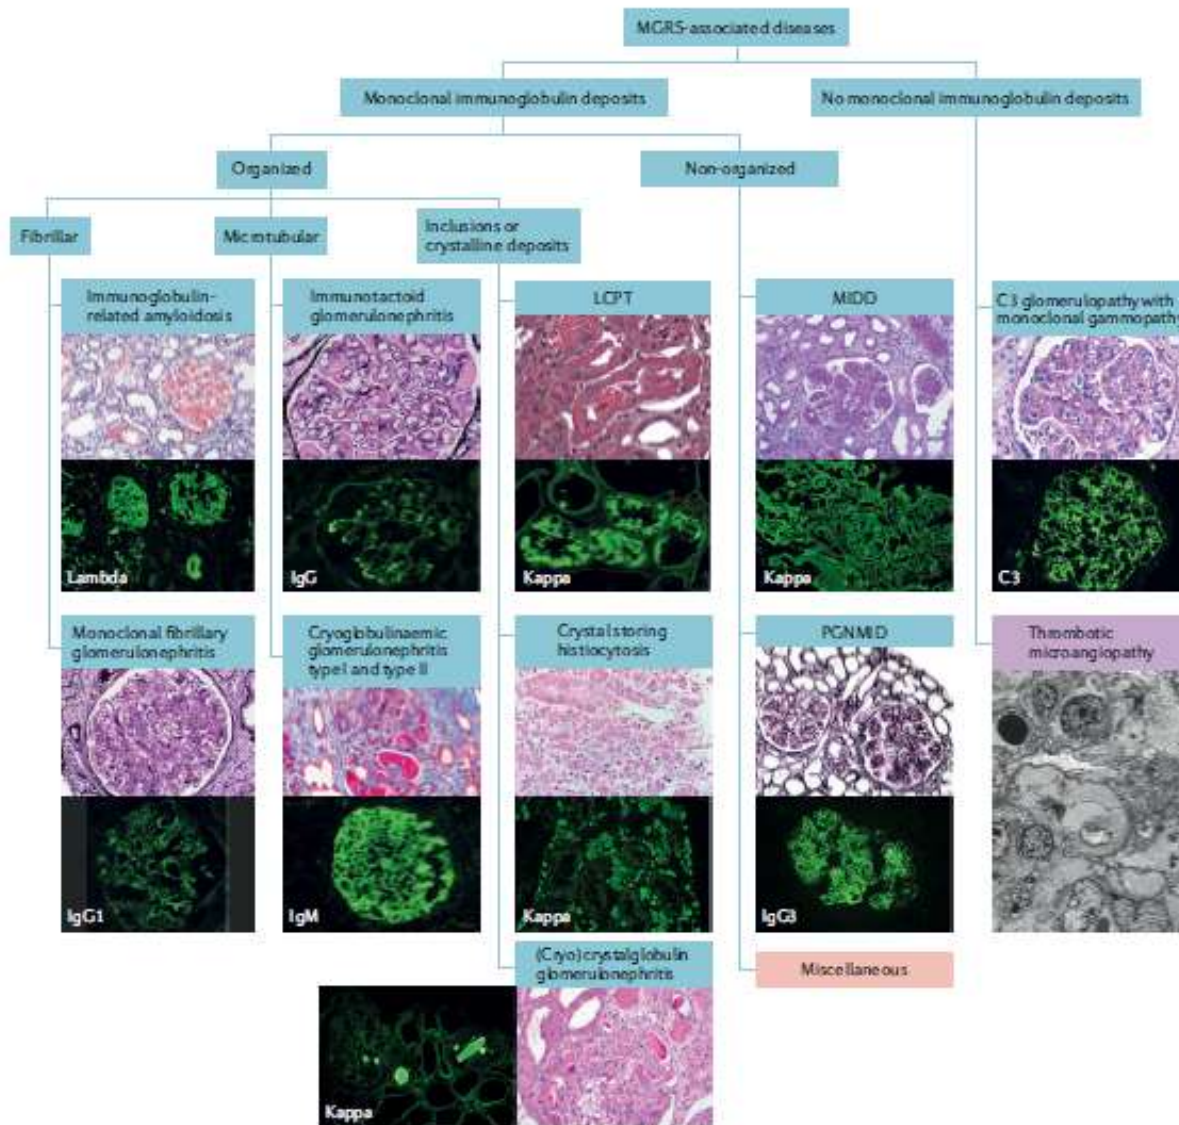 MGRS-associated diseases
Monoclonal immunoglobulin deposits
No monoclonal immunoglobulin deposits
Organized
Non-organized
Fibrillar
Microtubular
Inclusions or
crystalline deposits
Immunoglobulin-
related amyloidosis
Lambda
Immunotactoid
glomerulonephritis
IgG
LCPT
Kappa
MIDD
Kappa
C3 glomerulopathy with
monoclonal gammopathy
C3
Monoclonal fibrillary
glomerulonephritis
IgG1
Cryoglobulinaemic
glomerulonephritis
type I and type II
IgM
Crystal storing
histiocytosis
Kappa
PGNMID
IgG3
Thrombotic
microangiopathy
(Cryo) crystalglobulin
glomerulonephritis
Kappa
Miscellaneous